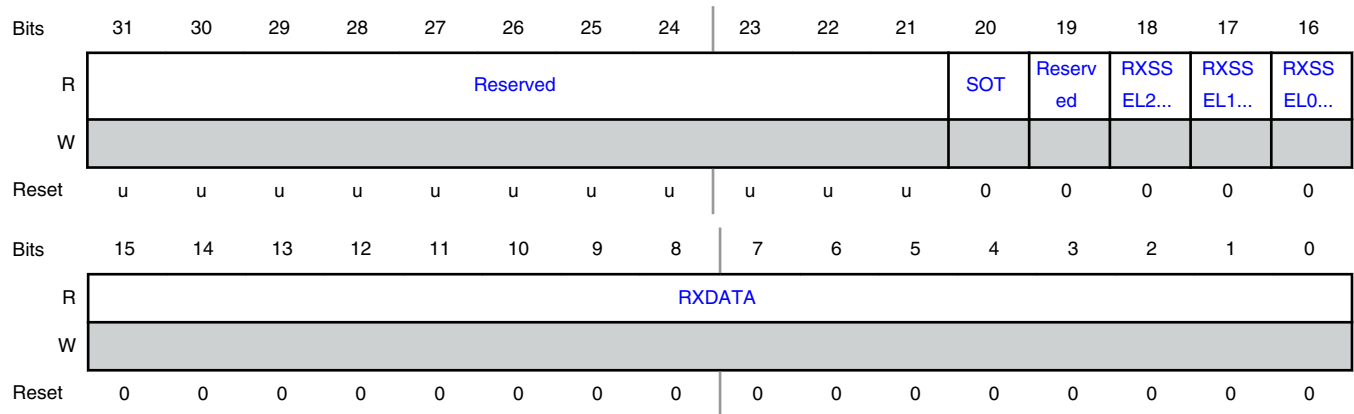 Bits 31 30 29 28 27 26 25 24 23 22 21 20 19 18 17 16
R Reserved SOT Reserv ed RXSS EL2... RXSS EL1... RXSS EL0...
W
Reset u u u u u u u u u u u 0 0 0 0 0
Bits 15 14 13 12 11 10 9 8 7 6 5 4 3 2 1 0
R RXDATA
W
Reset 0 0 0 0 0 0 0 0 0 0 0 0 0 0 0 0